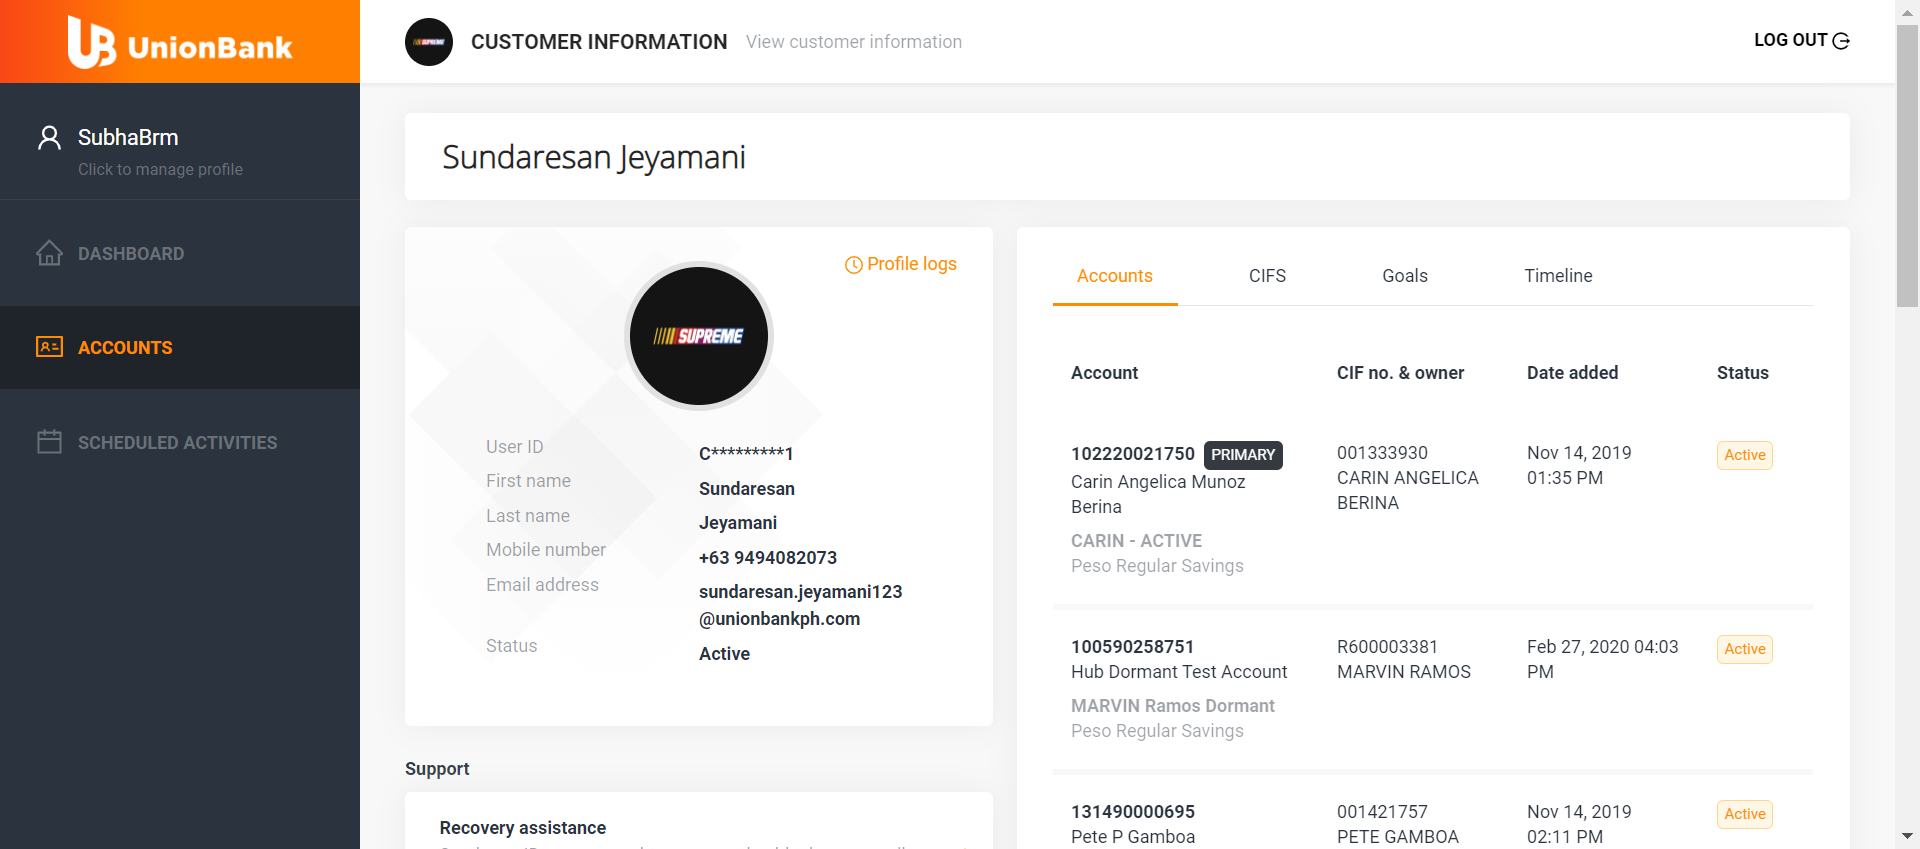 UB UnionBank
SUPREME
CUSTOMER INFORMATION View customer information
LOG OUT
SubhaBrm
Click to manage profile
DASHBOARD
ACCOUNTS
SCHEDULED ACTIVITIES
Sundaresan Jeyamani
Profile logs
SUPREME
User ID C*********1
First name Sundaresan
Last name Jeyamani
Mobile number +63 9494082073
Email address sundaresan.jeyamani123
@unionbankph.com
Status Active
Support
Recovery assistance
Accounts CIFS Goals Timeline
Account CIF no. & owner Date added Status
102220021750 PRIMARY 001333930 Nov 14, 2019 Active
Carin Angelica Munoz CARIN ANGELICA 01:35 PM
Berina BERINA
CARIN - ACTIVE
Peso Regular Savings
100590258751 R600003381 Feb 27, 2020 04:03 Active
Hub Dormant Test Account MARVIN RAMOS PM
MARVIN Ramos Dormant
Peso Regular Savings
131490000695 001421757 Nov 14, 2019 Active
Pete P Gamboa PETE GAMBOA 02:11 PM